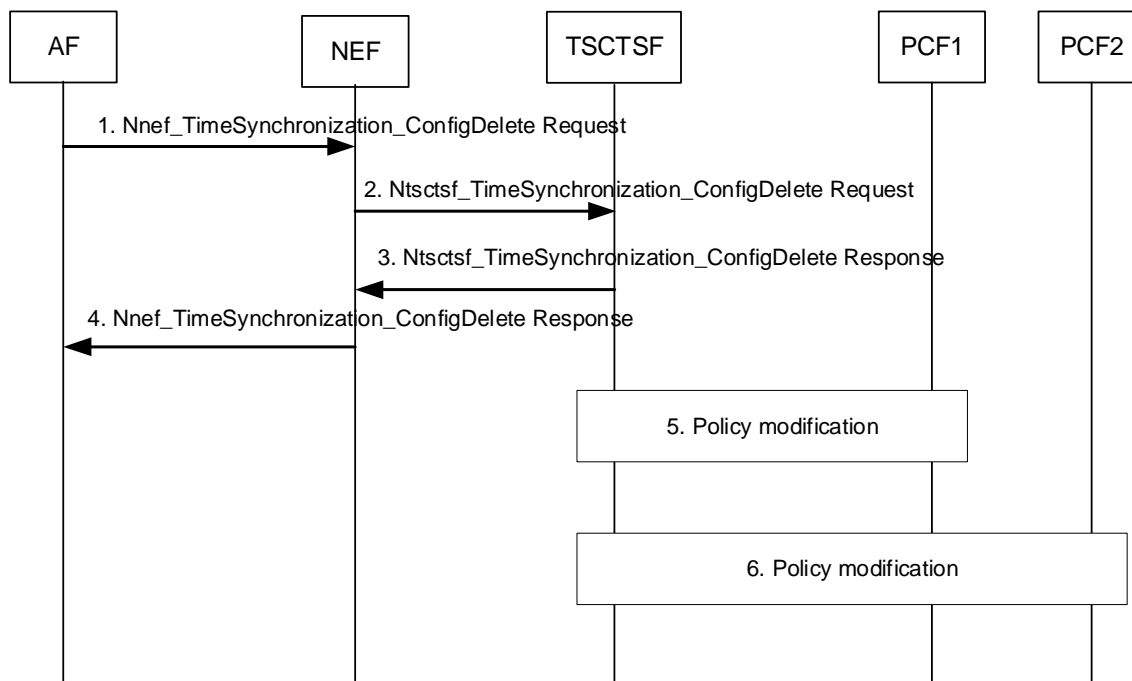 AF
NEF
TSCTSF
PCF1
PCF2
1. Nnef_TimeSynchronization_ConfigDelete Request
2. Ntsctsf_TimeSynchronization_ConfigDelete Request
3. Ntsctsf_TimeSynchronization_ConfigDelete Response
4. Nnef_TimeSynchronization_ConfigDelete Response
5. Policy modification
6. Policy modification